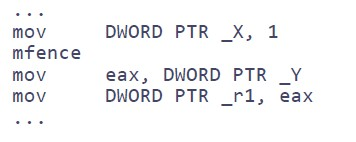 ...
mov     DWORD PTR _X, 1
mfence
mov     eax, DWORD PTR _Y
mov     DWORD PTR _r1, eax
...